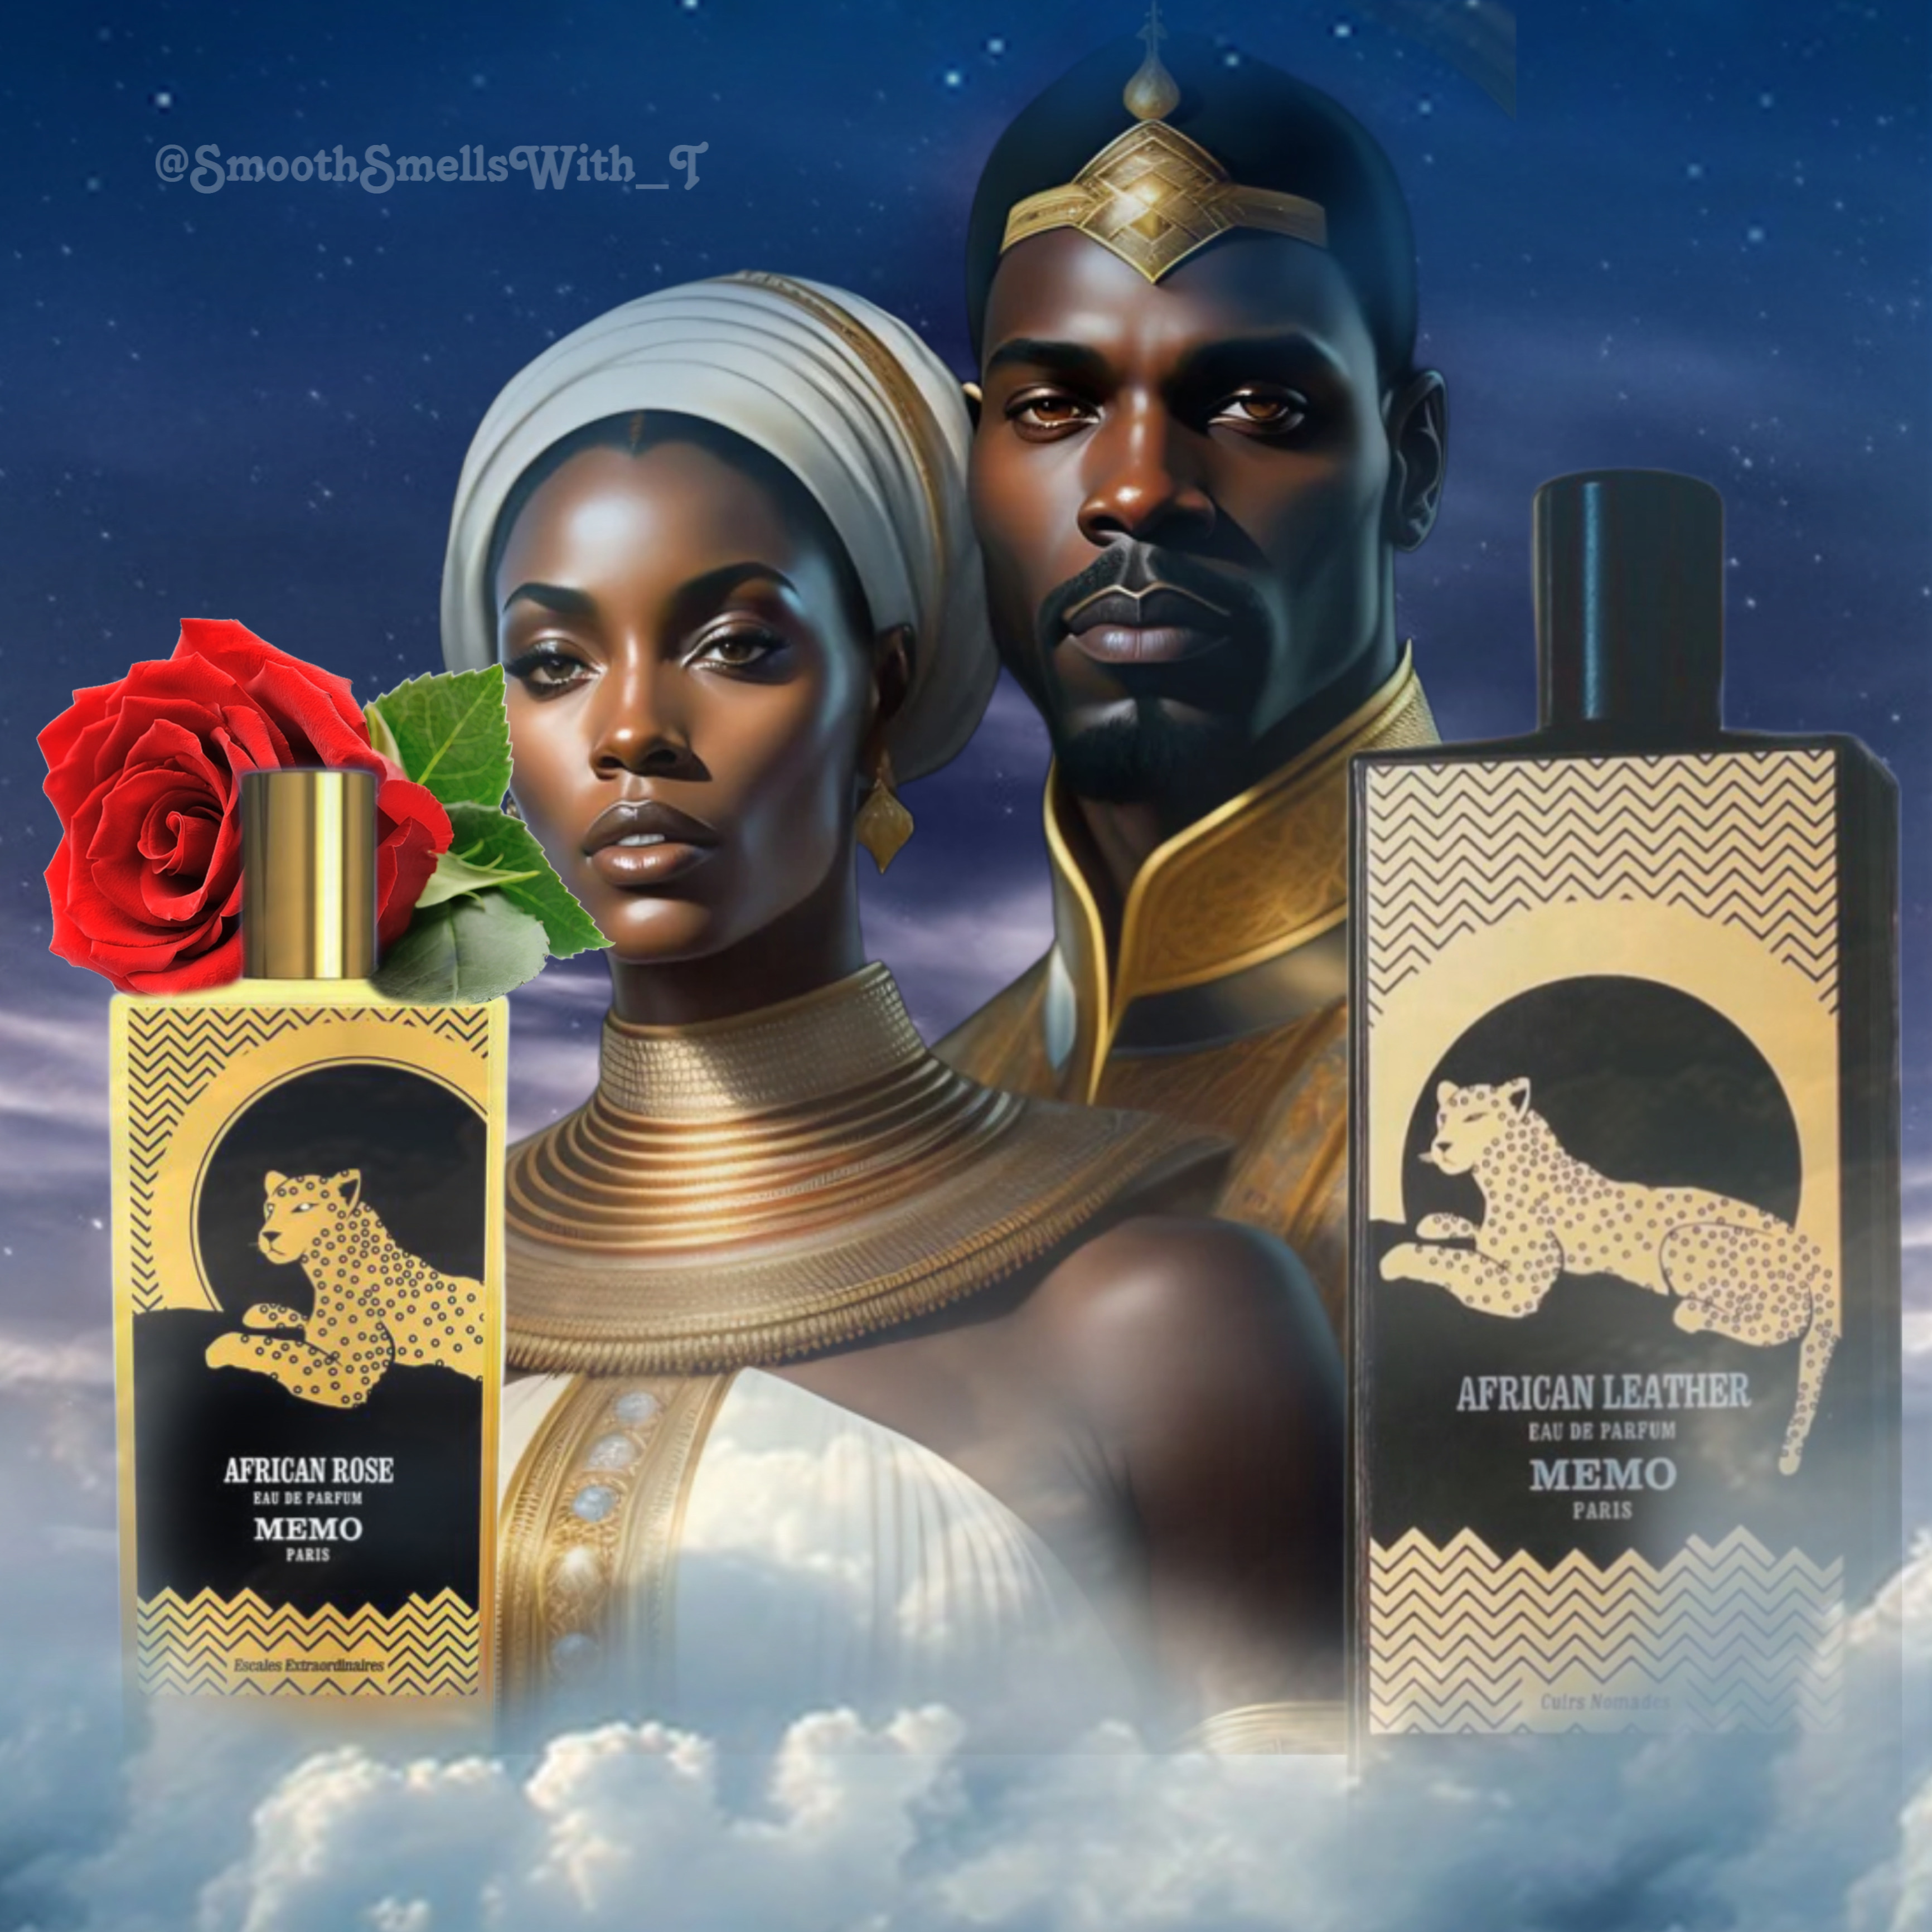 @SmoothSmellsWith_T
AFRICAN ROSE
EAU DE PARFUM
MEMO
PARIS
Escales Extraordinaires
AFRICAN LEATHER
EAU DE PARFUM
MEMO
PARIS
Cuirs Nomades